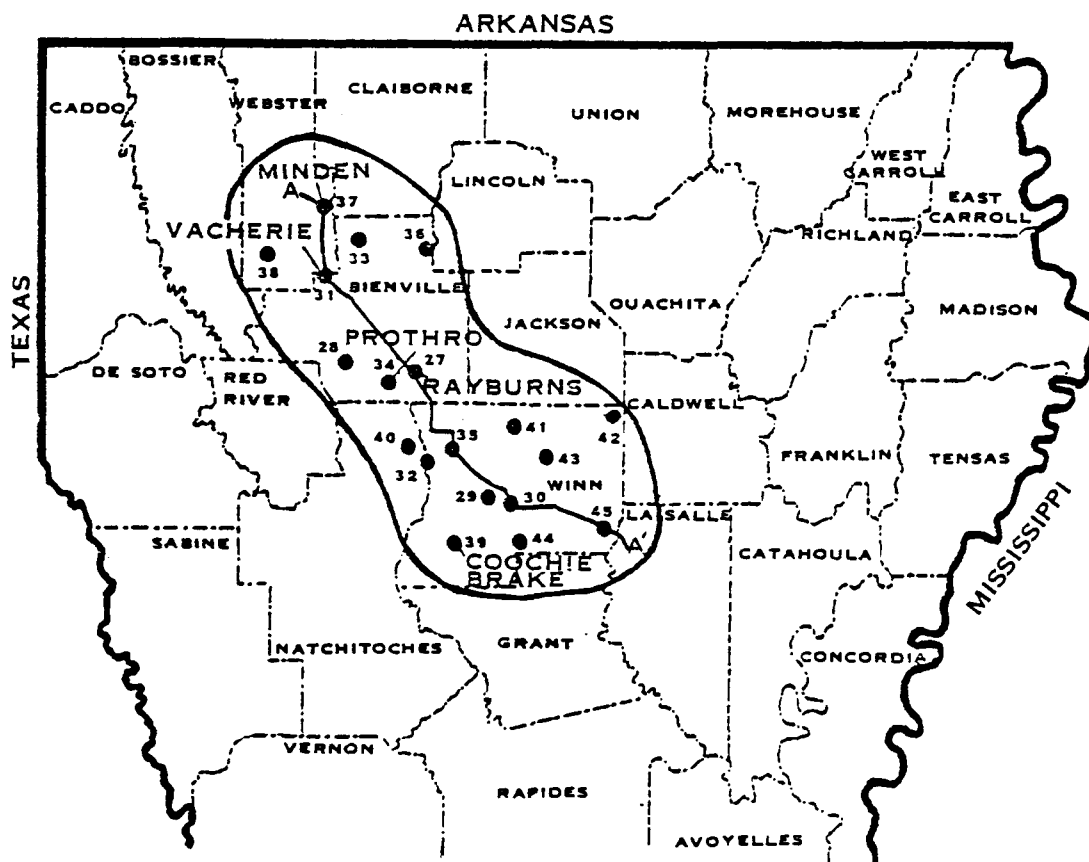 ARKANSAS
BOSSIER
CADDO
WEBSTER
CLAIBORNE
UNION
MOREHOUSE
WEST
CARROLL
EAST
CARROLL
LINCOLN
MINDEN
A
37
VACHERIE
33
36
38
31
BIENVILLE
RICHLAND
OUACHITA
MADISON
JACKSON
TEXAS
PROTHRO
28
34
27
RAYBURNS
DE SOTO
RED
RIVER
CALDWELL
40
35
41
42
32
43
FRANKLIN
TENSAS
WINN
29
30
45
LA SALLE
A'
SABINE
39
44
COOCHIE
BRAKE
CATAHOULA
MISSISSIPPI
NATCHITOCHES
GRANT
CONCORDIA
VERNON
RAPIDES
AVOYELLES